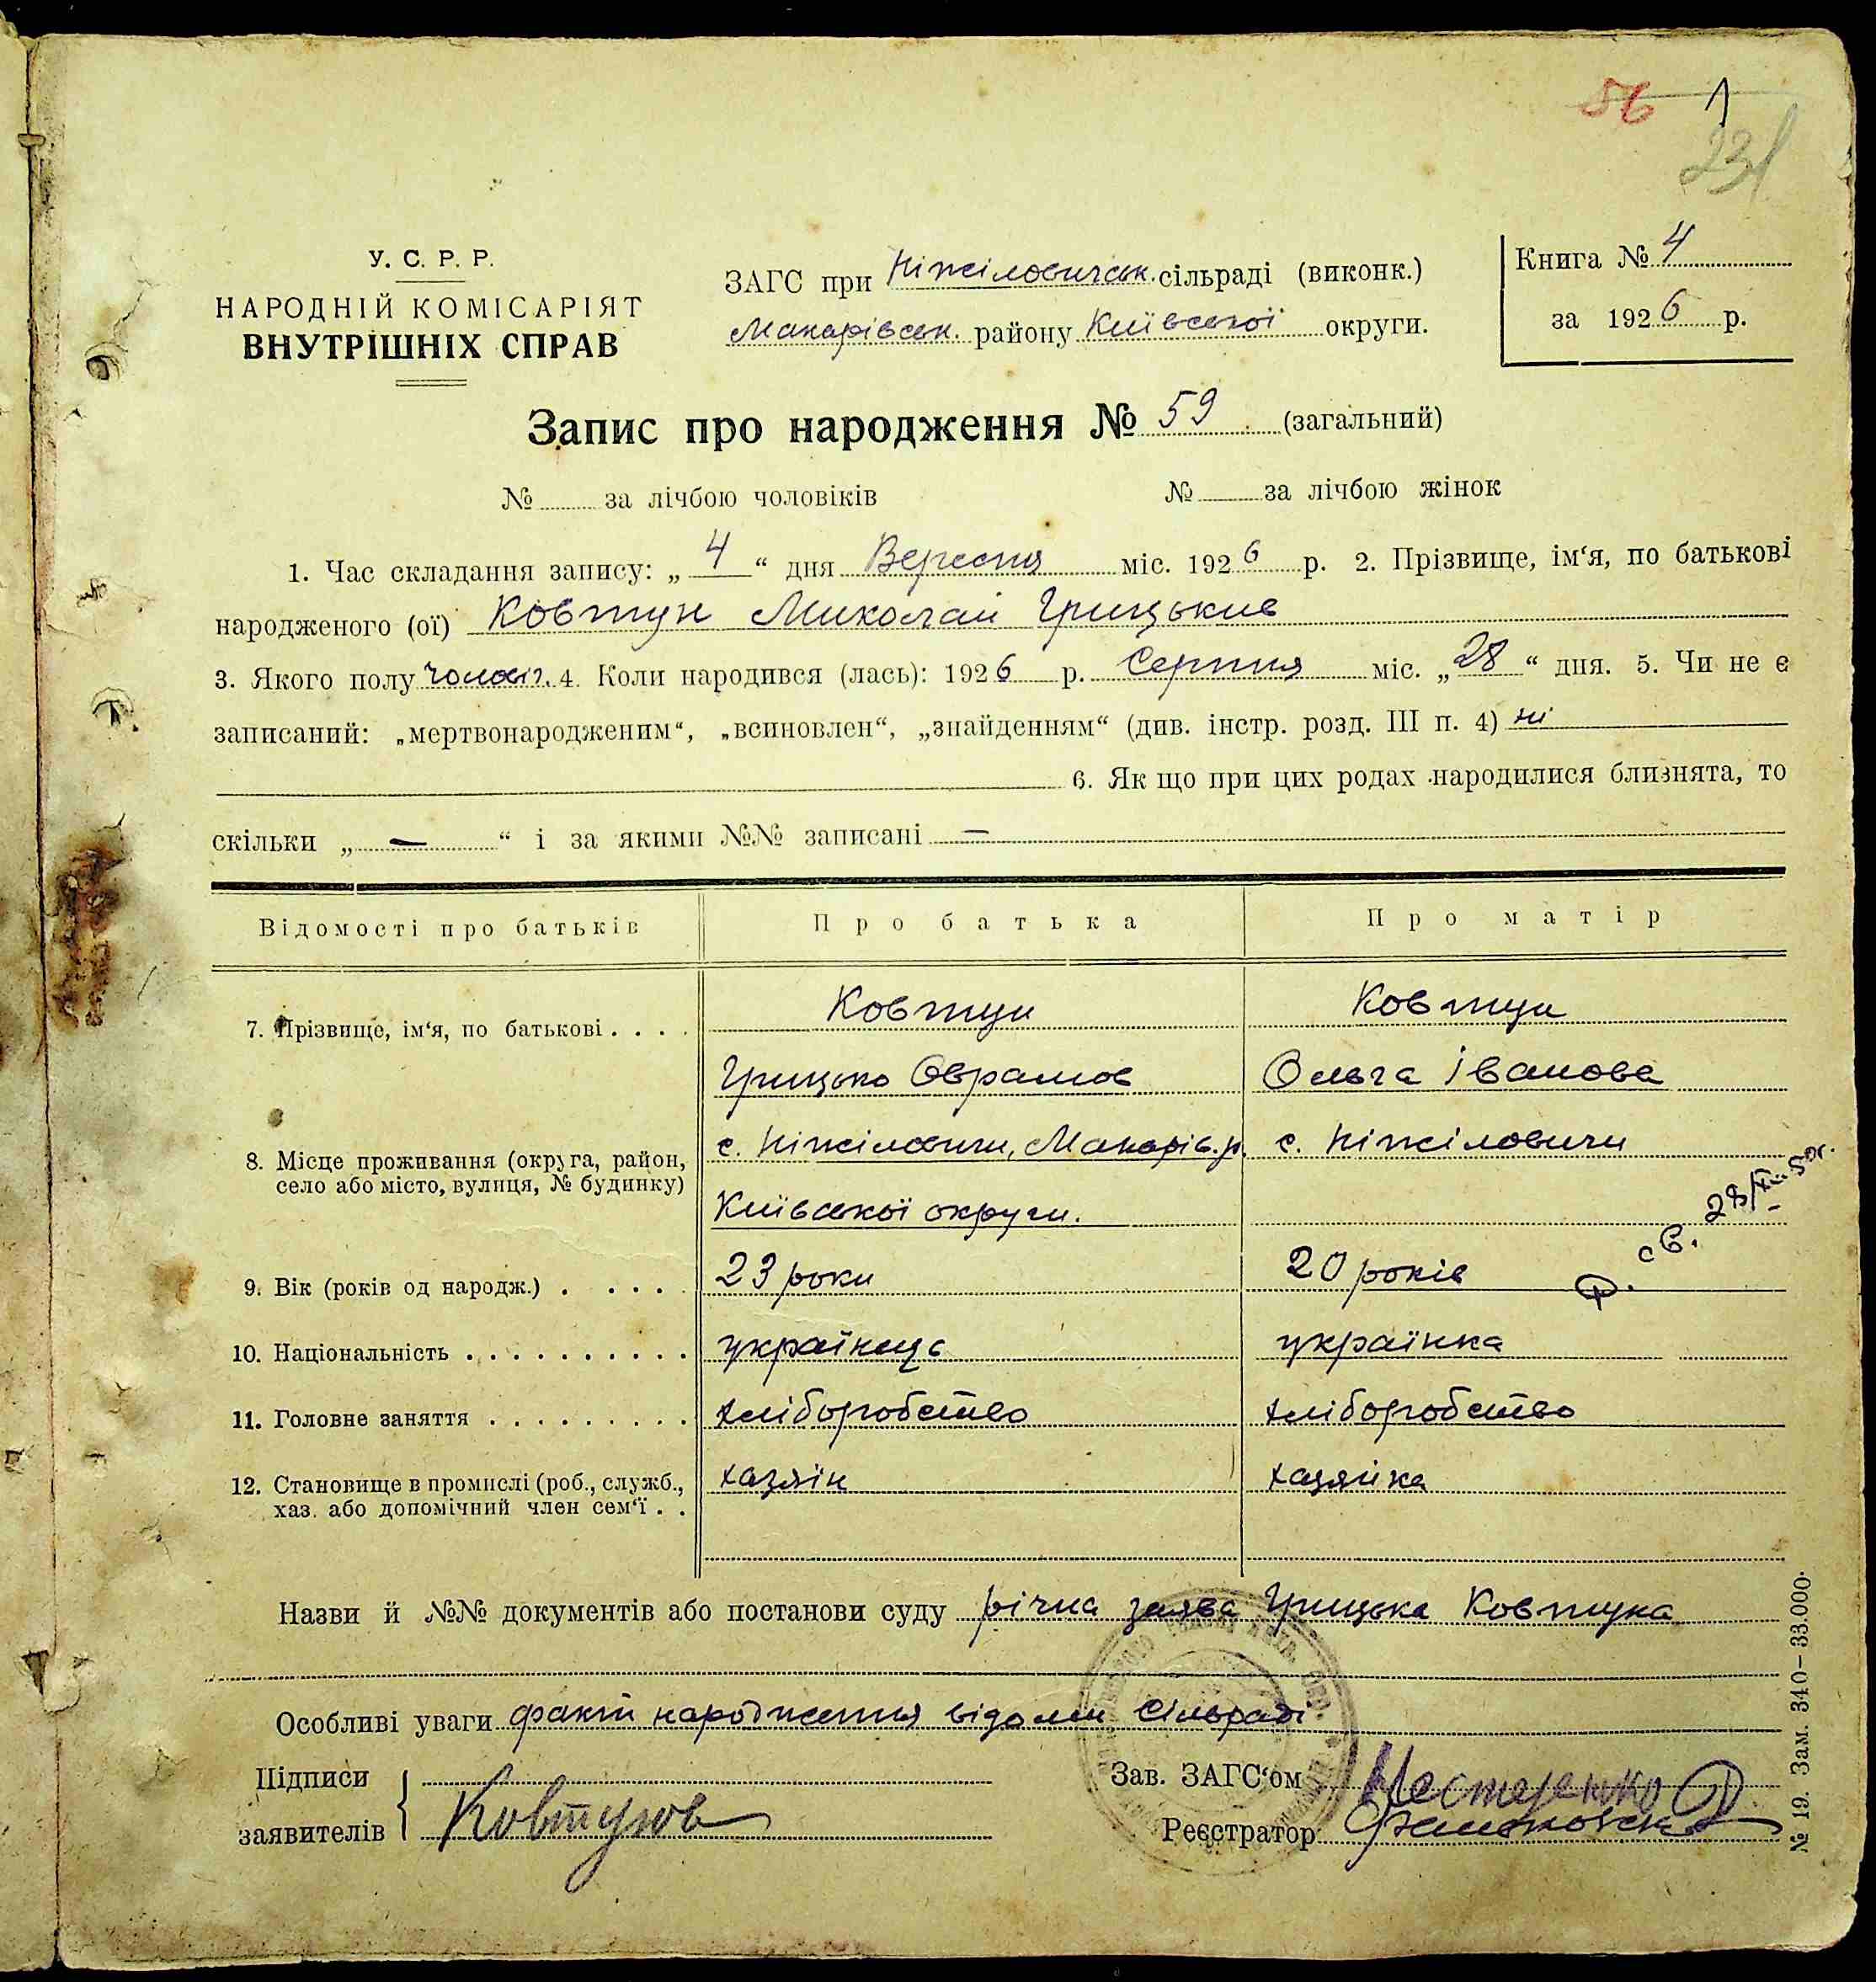 56 1
231
У. С. Р. Р.
НАРОДНІЙ КОМІСАРІЯТ
ВНУТРІШНІХ СПРАВ
ЗАГС при Ніжіловичськ. сільраді (виконк.)
Макарівськ. району Київської округи.
Книга № 4
за 1926 р.
Запис про народження № 59 (загальний)
№ за лічбою чоловіків № за лічбою жінок
1. Час складання запису: „4“ дня Вересня міс. 1926 р. 2. Прізвище, ім'я, по батькові
народженого (ої) Ковтун Миколай Грицьків
3. Якого полу чоловіч. 4. Коли народився (лась): 1926 р. Серпня міс. „28“ дня. 5. Чи не є
записаний: „мертвонародженим“, „всиновлен“, „знайденням“ (див. інстр. розд. III п. 4) ні
6. Як що при цих родах народилися близнята, то
скільки „ — “ і за якими №№ записані —
Відомості про батьків Про батька Про матір
7. Прізвище, ім'я, по батькові . . . . Ковтун Ковтун
Грицько Оврамов Ольга Іванова
8. Місце проживання (округа, район, с. Ніжіловичи, Макарів. р. с. Ніжіловичи
село або місто, вулиця, № будинку)
Київської округи.
св. 28/
9. Вік (років од народж.) . . . . . 23 роки 20 років Ф.
10. Національність . . . . . . . . . . українець українка
11. Головне заняття . . . . . . . . . хліборобство хліборобство
12. Становище в промислі (роб., служб., хазяїн хазяйка
хаз. або допомічний член сем'ї . .
Назви й №№ документів або постанови суду річна заява Грицька Ковтуна
Особливі уваги факт народження відомий сільраді
Підписи
заявителів Ковтунов
Зав. ЗАГС'ом Нестеренко
Реєстратор
№ 19. Зам. 340–33.000.